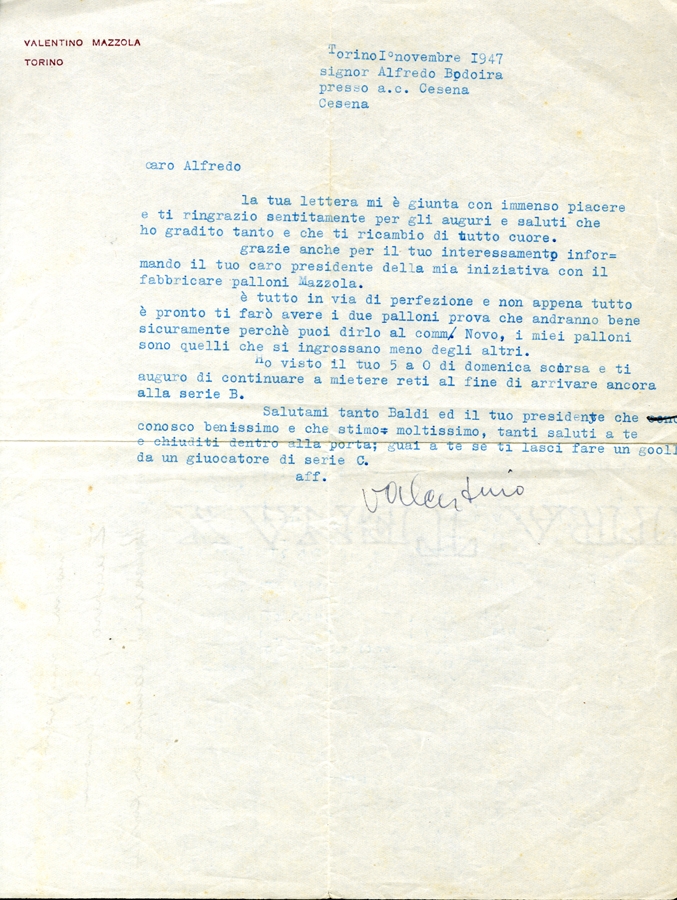 VALENTINO MAZZOLA
TORINO
TorinoI°novembre I947
signor Alfredo Bodoira
presso a.c. Cesena
Cesena
caro Alfredo
la tua lettera mi è giunta con immenso piacere
e ti ringrazio sentitamente per gli auguri e saluti che
ho gradito tanto e che ti ricambio di tutto cuore.
grazie anche per il tuo interessamento infor=
mando il tuo caro presidente della mia iniziativa con il
fabbricare palloni Mazzola.
è tutto in via di perfezione e non appena tutto
è pronto ti farò avere i due palloni prova che andranno bene
sicuramente perchè puoi dirlo al comm/ Novo, i miei palloni
sono quelli che si ingrossano meno degli altri.
Ho visto il tuo 5 a O di domenica scorsa e ti
auguro di continuare a mietere reti al fine di arrivare ancora
alla serie B.
Salutami tanto Baldi ed il tuo presidente che
conosco benissimo e che stimo= moltissimo, tanti saluti a te
e chiuditi dentro alla porta; guai a te se ti lasci fare un gooll
da un giuocatore di serie C.
aff.
Valentino